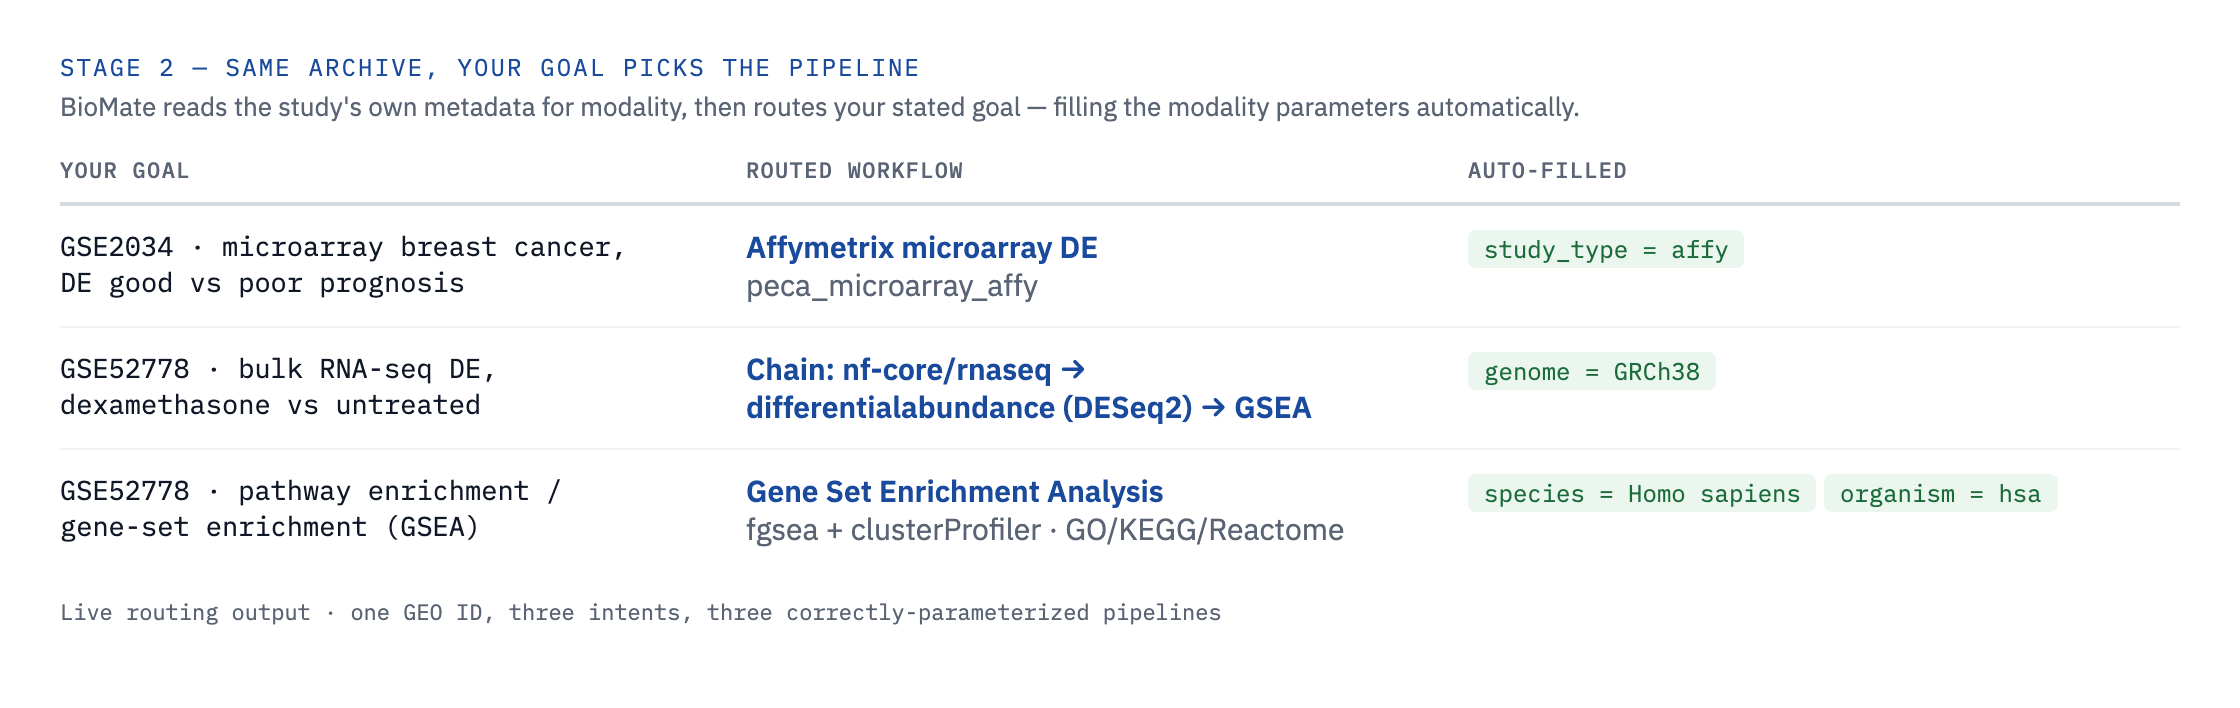 STAGE 2 — SAME ARCHIVE, YOUR GOAL PICKS THE PIPELINE
BioMate reads the study's own metadata for modality, then routes your stated goal — filling the modality parameters automatically.
YOUR GOAL
ROUTED WORKFLOW
AUTO-FILLED
GSE2034 · microarray breast cancer,
DE good vs poor prognosis
Affymetrix microarray DE
peca_microarray_affy
study_type = affy
GSE52778 · bulk RNA-seq DE,
dexamethasone vs untreated
Chain: nf-core/rnaseq →
differentialabundance (DESeq2) → GSEA
genome = GRCh38
GSE52778 · pathway enrichment /
gene-set enrichment (GSEA)
Gene Set Enrichment Analysis
fgsea + clusterProfiler · GO/KEGG/Reactome
species = Homo sapiens
organism = hsa
Live routing output · one GEO ID, three intents, three correctly-parameterized pipelines